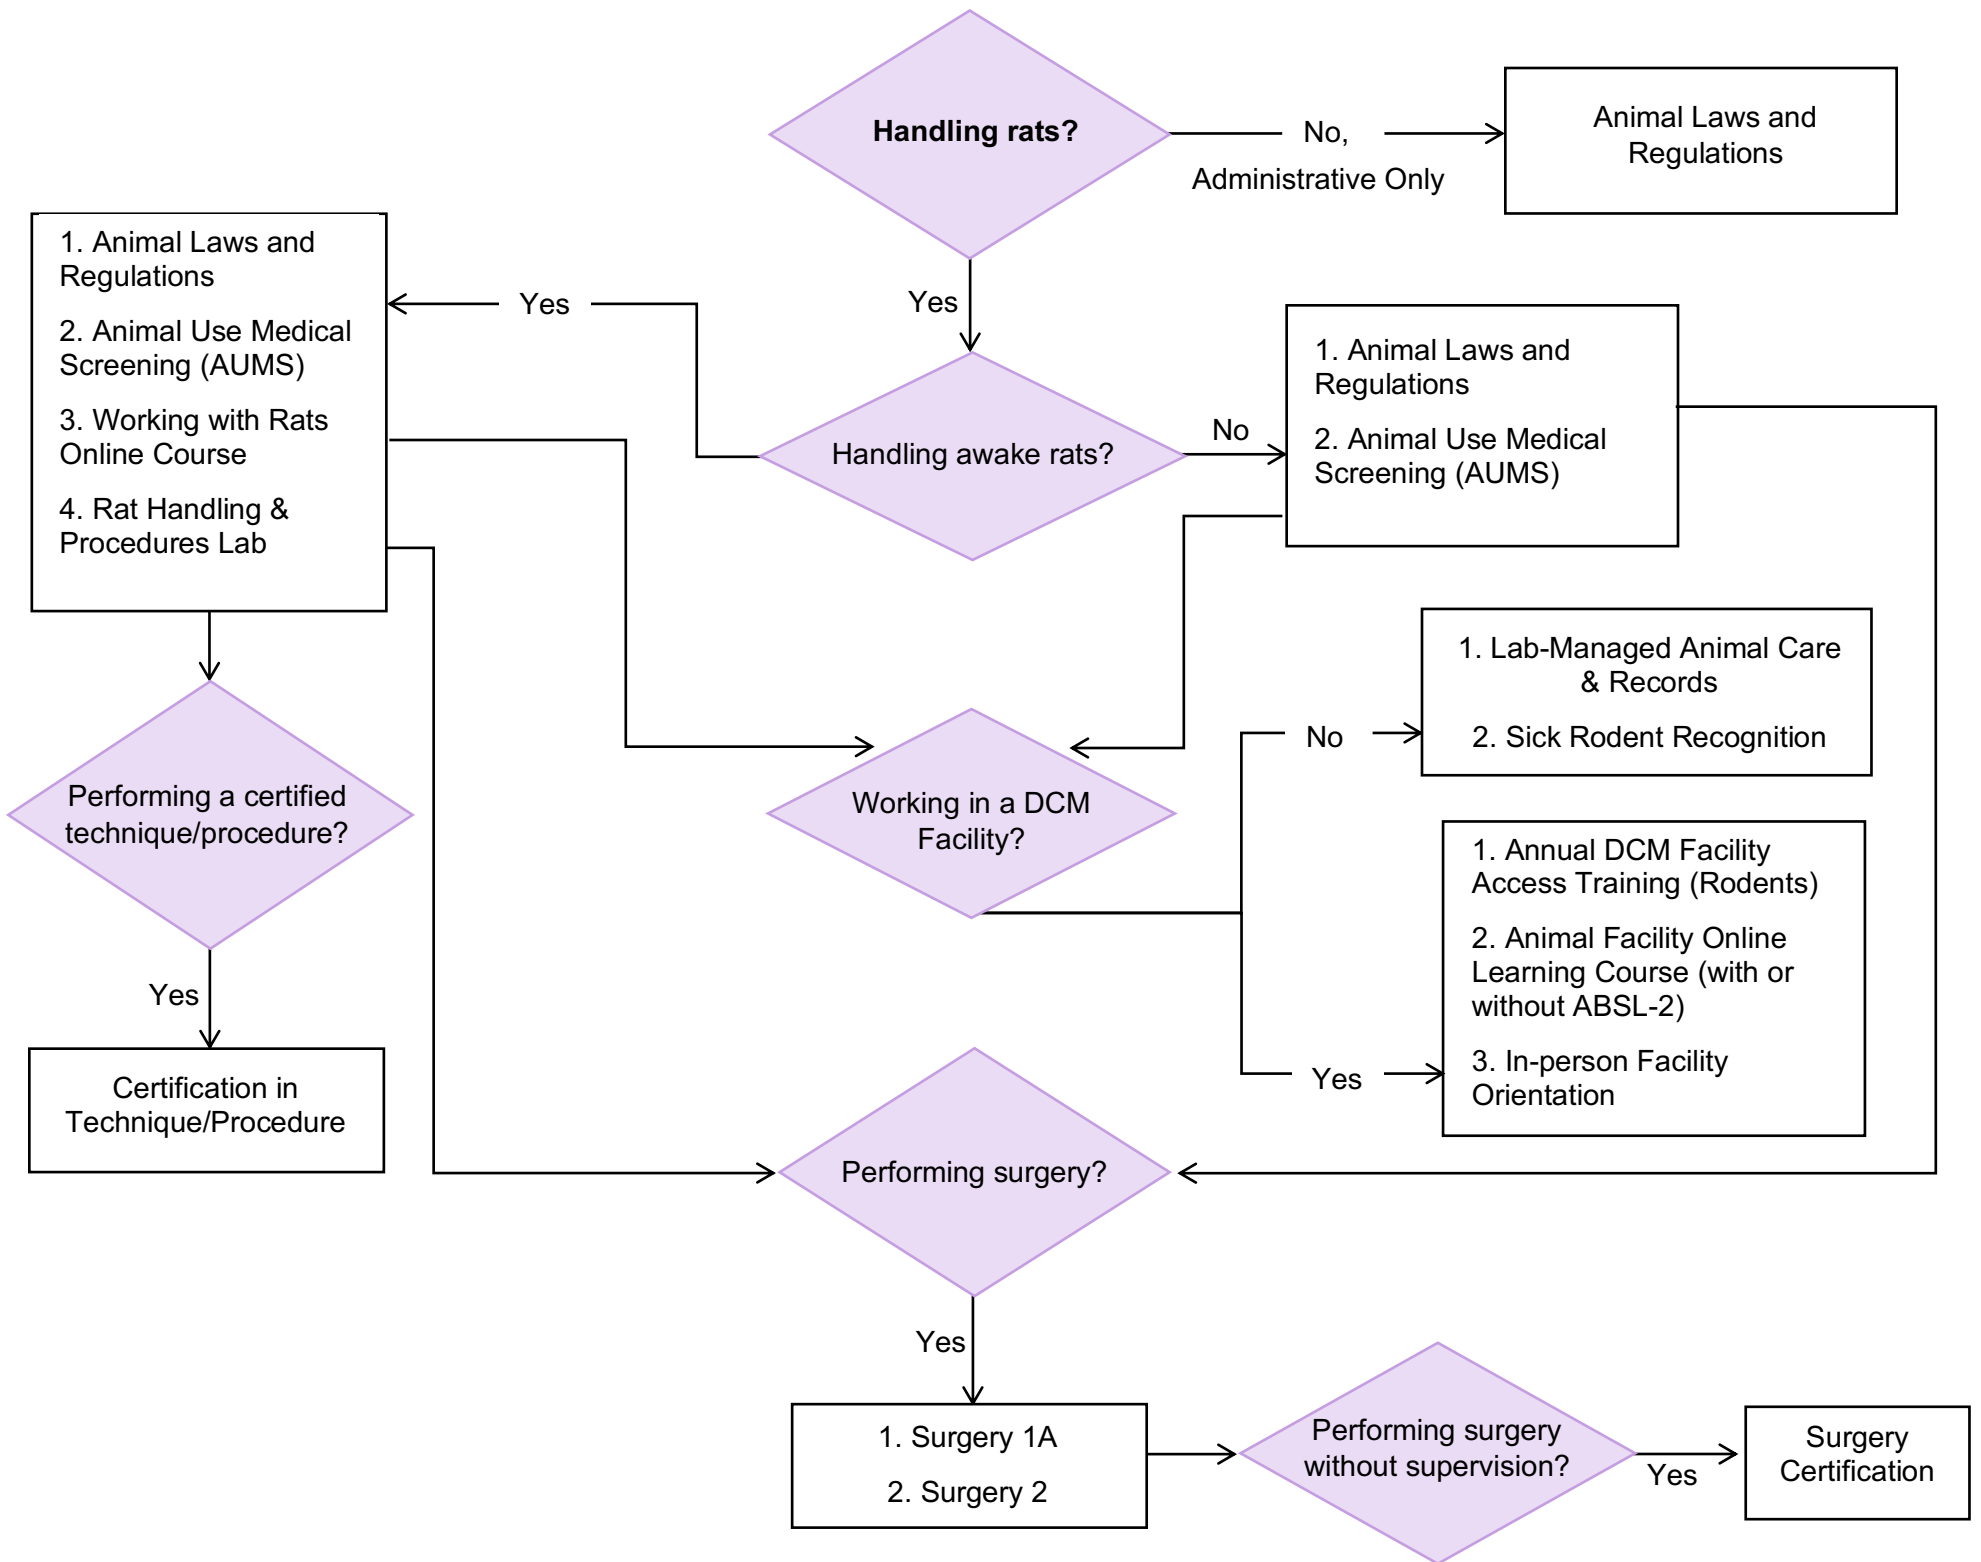 Handling rats?
No,
Administrative Only
Animal Laws and
Regulations
1. Animal Laws and
Regulations
2. Animal Use Medical
Screening (AUMS)
3. Working with Rats
Online Course
4. Rat Handling &
Procedures Lab
Yes
Yes
Handling awake rats?
No
1. Animal Laws and
Regulations
2. Animal Use Medical
Screening (AUMS)
Performing a certified
technique/procedure?
Yes
Certification in
Technique/Procedure
Working in a DCM
Facility?
No
1. Lab-Managed Animal Care
& Records
2. Sick Rodent Recognition
Yes
1. Annual DCM Facility
Access Training (Rodents)
2. Animal Facility Online
Learning Course (with or
without ABSL-2)
3. In-person Facility
Orientation
Performing surgery?
Yes
1. Surgery 1A
2. Surgery 2
Performing surgery
without supervision?
Yes
Surgery
Certification